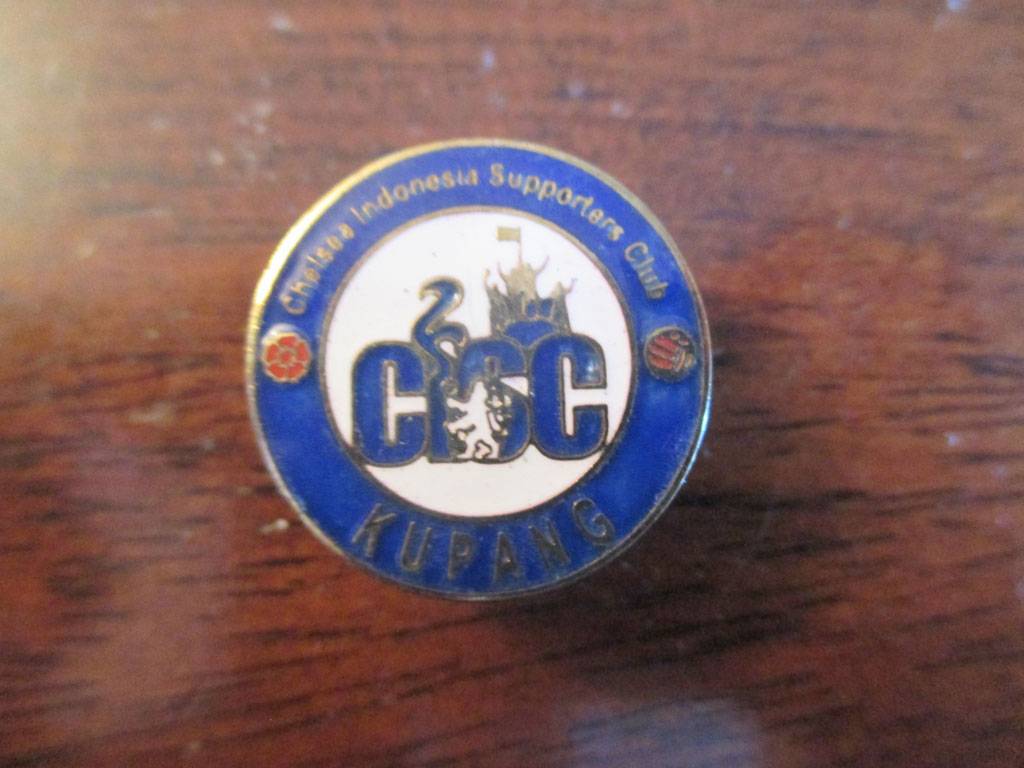 Chelsea Indonesia Supporters Club
CISC
KUPANG